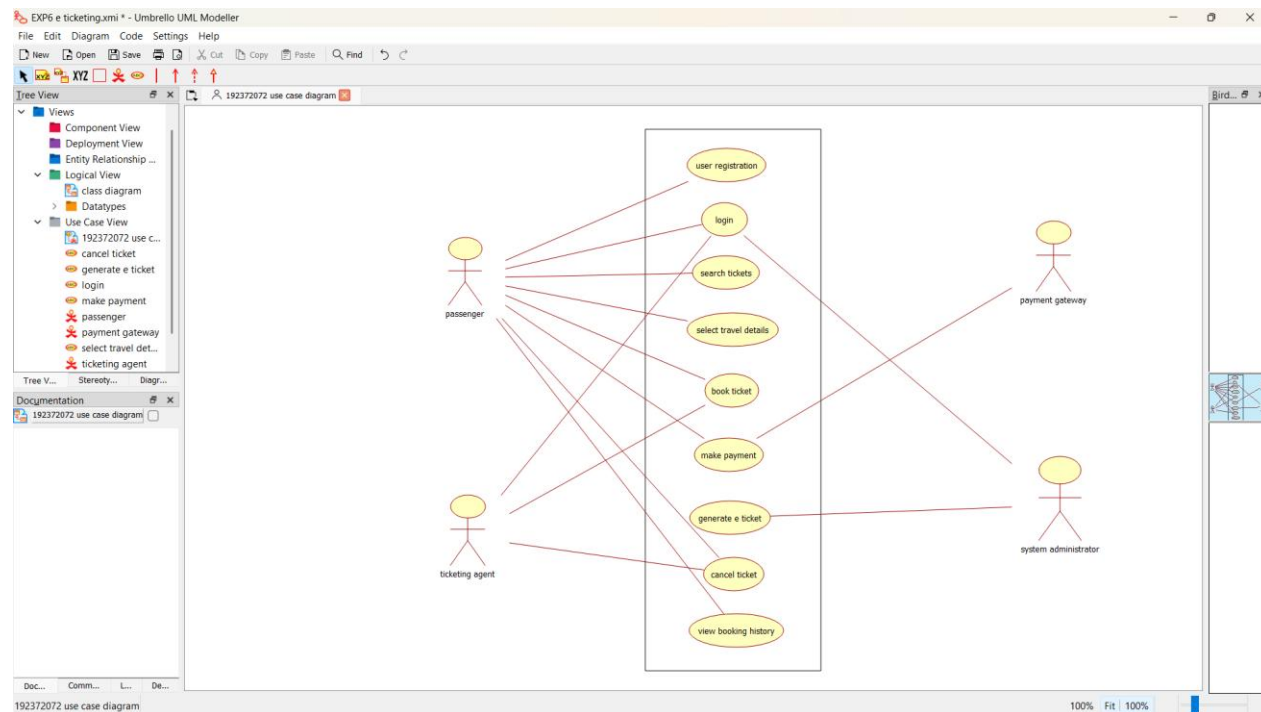 EXP6 e ticketing.xmi * - Umbrello UML Modeller
File Edit Diagram Code Settings Help
New Open Save Cut Copy Paste Find
XYZ XYZ
Tree View
192372072 use case diagram
Bird...
Views
Component View
Deployment View
Entity Relationship ...
Logical View
class diagram
Datatypes
Use Case View
192372072 use c...
cancel ticket
generate e ticket
login
make payment
passenger
payment gateway
select travel det...
ticketing agent
Tree V... Stereoty... Diagr...
Documentation
192372072 use case diagram
Doc... Comm... L... De...
user registration
login
search tickets
select travel details
book ticket
make payment
generate e ticket
cancel ticket
view booking history
passenger
ticketing agent
payment gateway
system administrator
192372072 use case diagram
100% Fit 100%